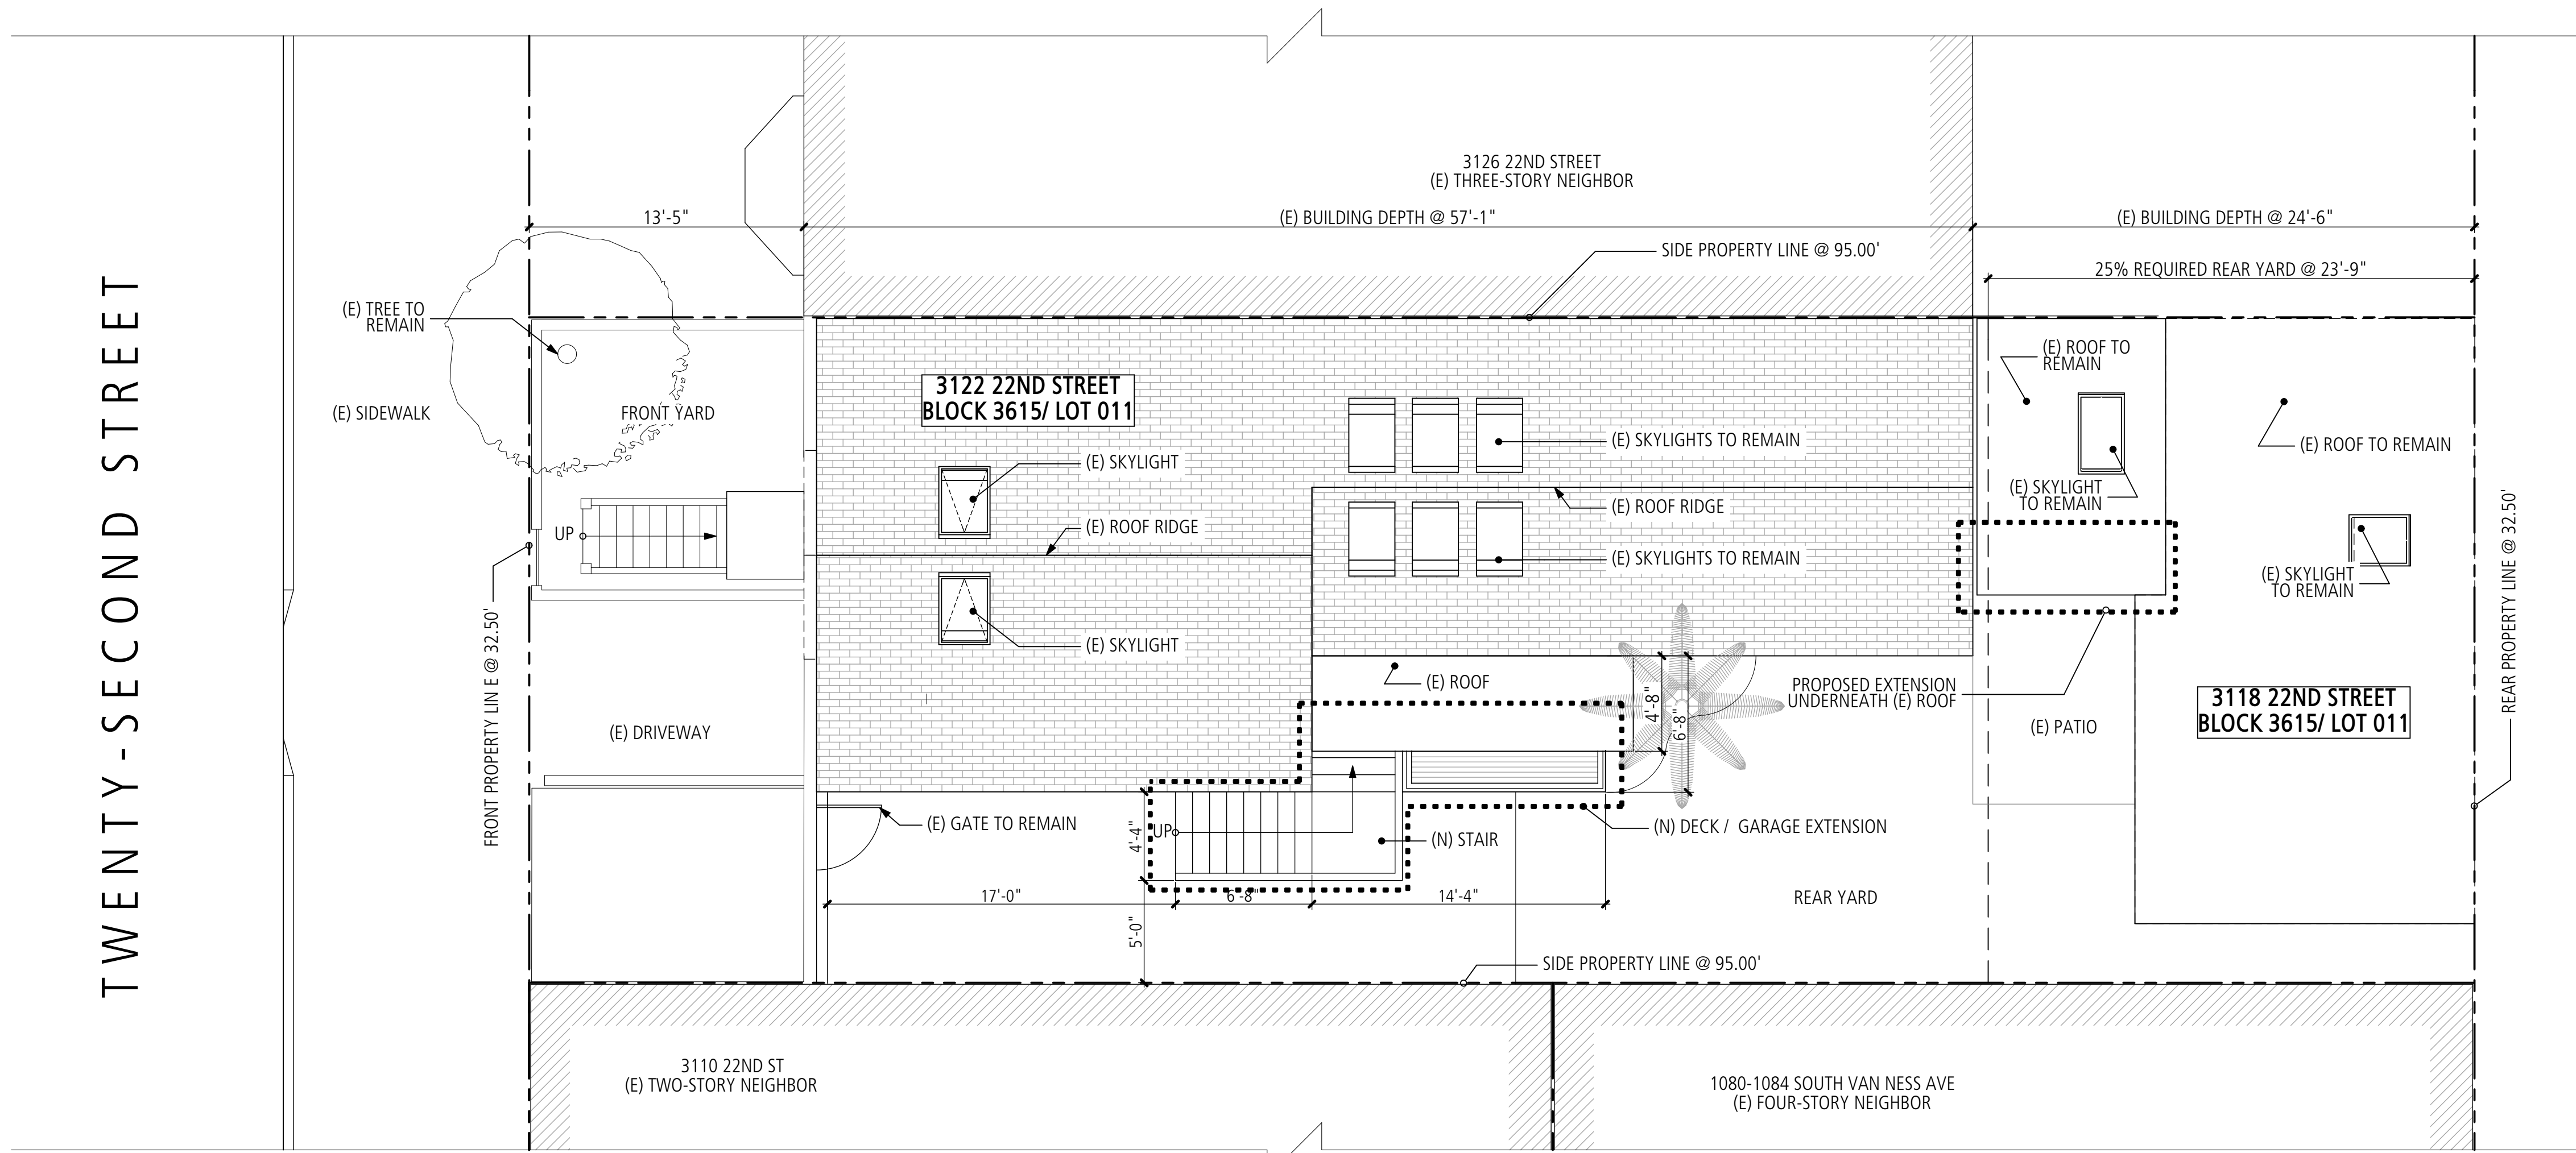 TWENTY-SECOND STREET
3126 22ND STREET
(E) THREE-STORY NEIGHBOR
13'-5"
(E) BUILDING DEPTH @ 57'-1"
(E) BUILDING DEPTH @ 24'-6"
SIDE PROPERTY LINE @ 95.00'
25% REQUIRED REAR YARD @ 23'-9"
(E) TREE TO
REMAIN
(E) SIDEWALK
FRONT YARD
3122 22ND STREET
BLOCK 3615/ LOT 011
(E) SKYLIGHT
(E) ROOF RIDGE
(E) SKYLIGHT
UP
(E) SKYLIGHTS TO REMAIN
(E) ROOF RIDGE
(E) SKYLIGHTS TO REMAIN
(E) ROOF TO
REMAIN
(E) SKYLIGHT
TO REMAIN
(E) ROOF TO REMAIN
(E) SKYLIGHT
TO REMAIN
REAR PROPERTY LINE @ 32.50'
FRONT PROPERTY LIN E @ 32.50'
(E) DRIVEWAY
(E) ROOF
4'-8"
6'-8"
PROPOSED EXTENSION
UNDERNEATH (E) ROOF
(E) PATIO
3118 22ND STREET
BLOCK 3615/ LOT 011
(E) GATE TO REMAIN
4'-4"
UP
(N) STAIR
(N) DECK / GARAGE EXTENSION
17'-0"
6'-8"
14'-4"
REAR YARD
5'-0"
SIDE PROPERTY LINE @ 95.00'
3110 22ND ST
(E) TWO-STORY NEIGHBOR
1080-1084 SOUTH VAN NESS AVE
(E) FOUR-STORY NEIGHBOR